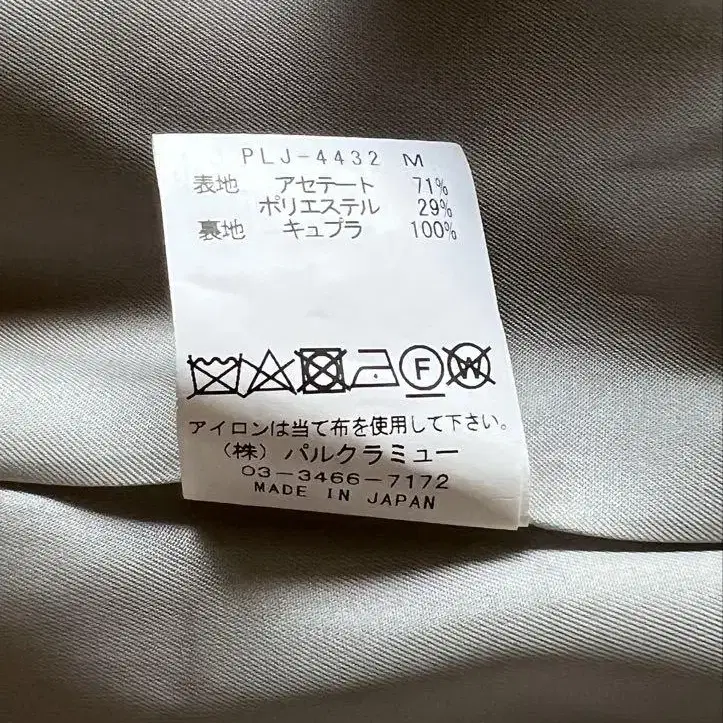 PLJ-4432 M
表地 アセテート 71%
ポリエステル 29%
裏地 キュプラ 100%
F W
アイロンは当て布を使用して下さい。
(株) パルクラミュー
03-3466-7172
MADE IN JAPAN